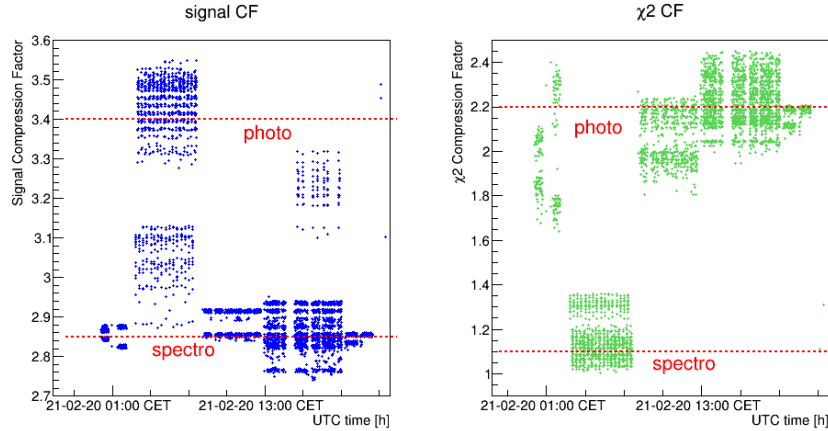 signal CF
Signal Compression Factor
3.6
3.5
3.4
3.3
3.2
3.1
3
2.9
2.8
2.7
photo
spectro
21-02-20 01:00 CET
21-02-20 13:00 CET
UTC time [h]
χ2 CF
χ2 Compression Factor
2.4
2.2
2
1.8
1.6
1.4
1.2
1
photo
spectro
21-02-20 01:00 CET
21-02-20 13:00 CET
UTC time [h]